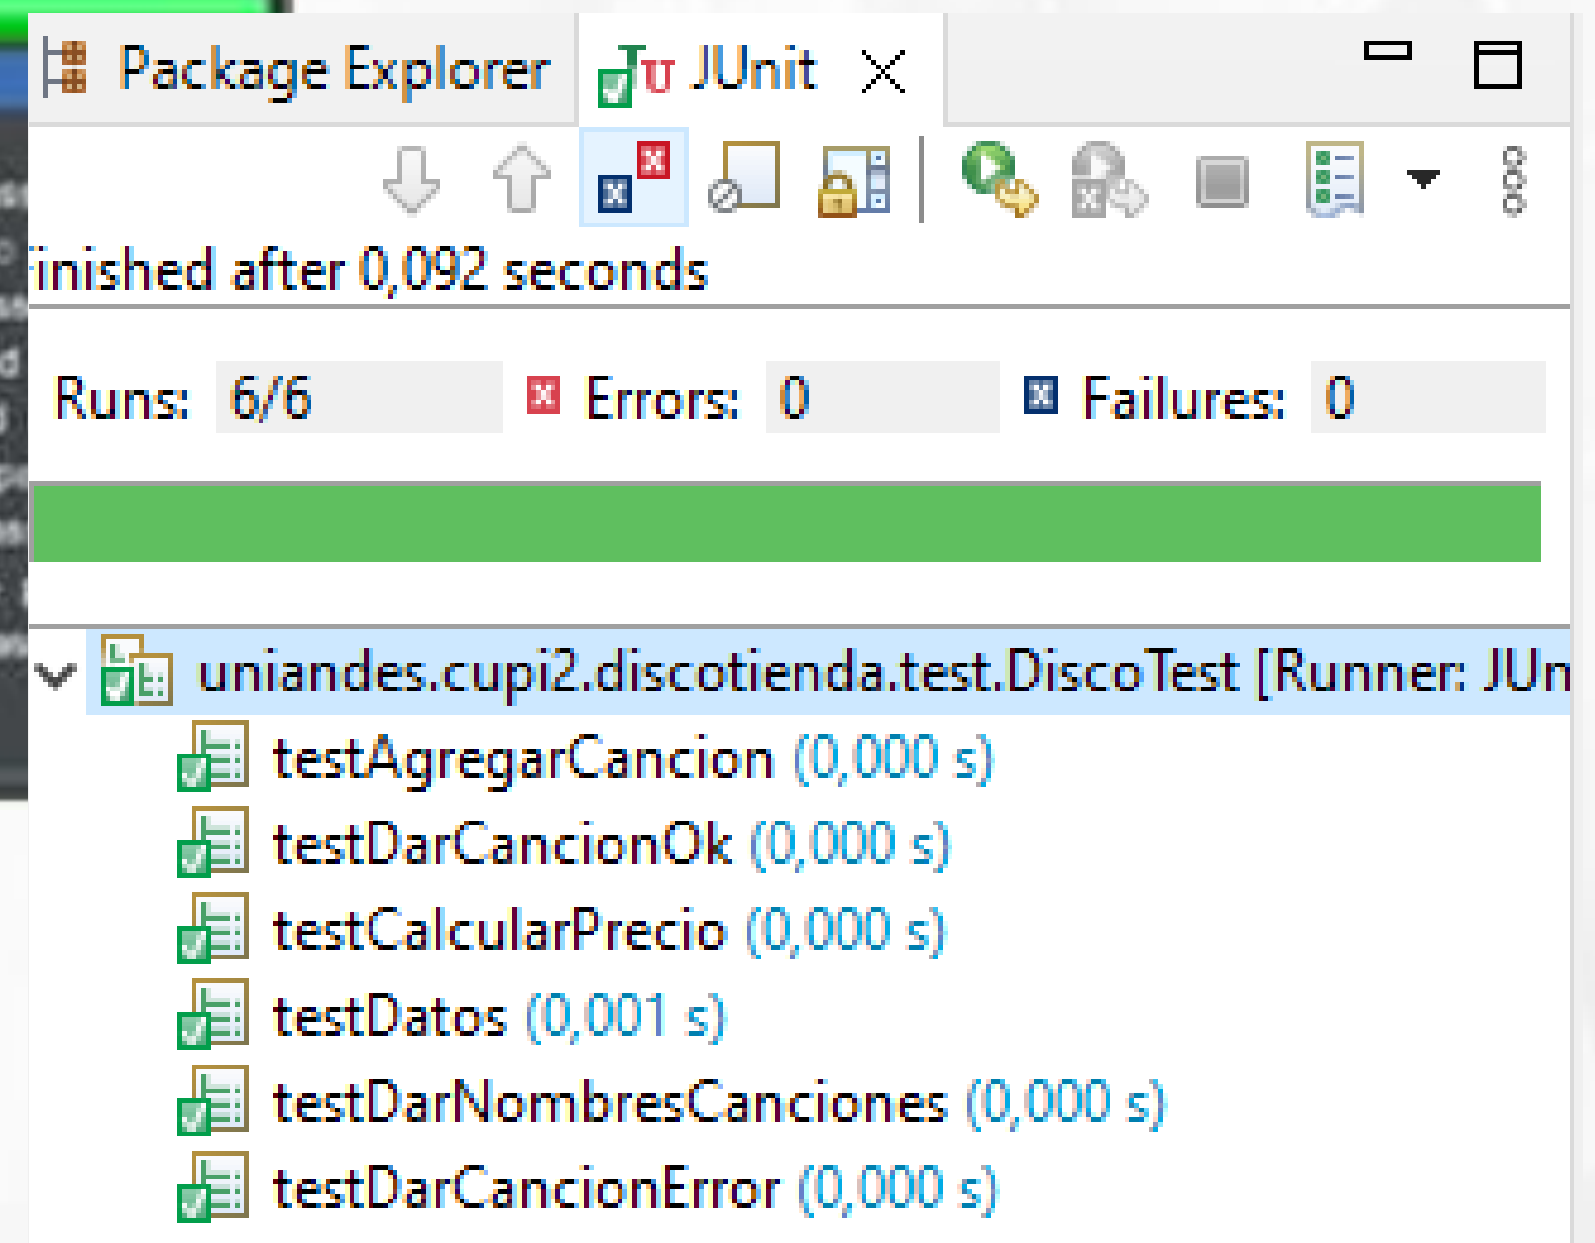 Package Explorer JUnit
inished after 0,092 seconds
Runs: 6/6 Errors: 0 Failures: 0
uniandes.cupi2.discotienda.test.DiscoTest [Runner: JUn
testAgregarCancion (0,000 s)
testDarCancionOk (0,000 s)
testCalcularPrecio (0,000 s)
testDatos (0,001 s)
testDarNombresCanciones (0,000 s)
testDarCancionError (0,000 s)